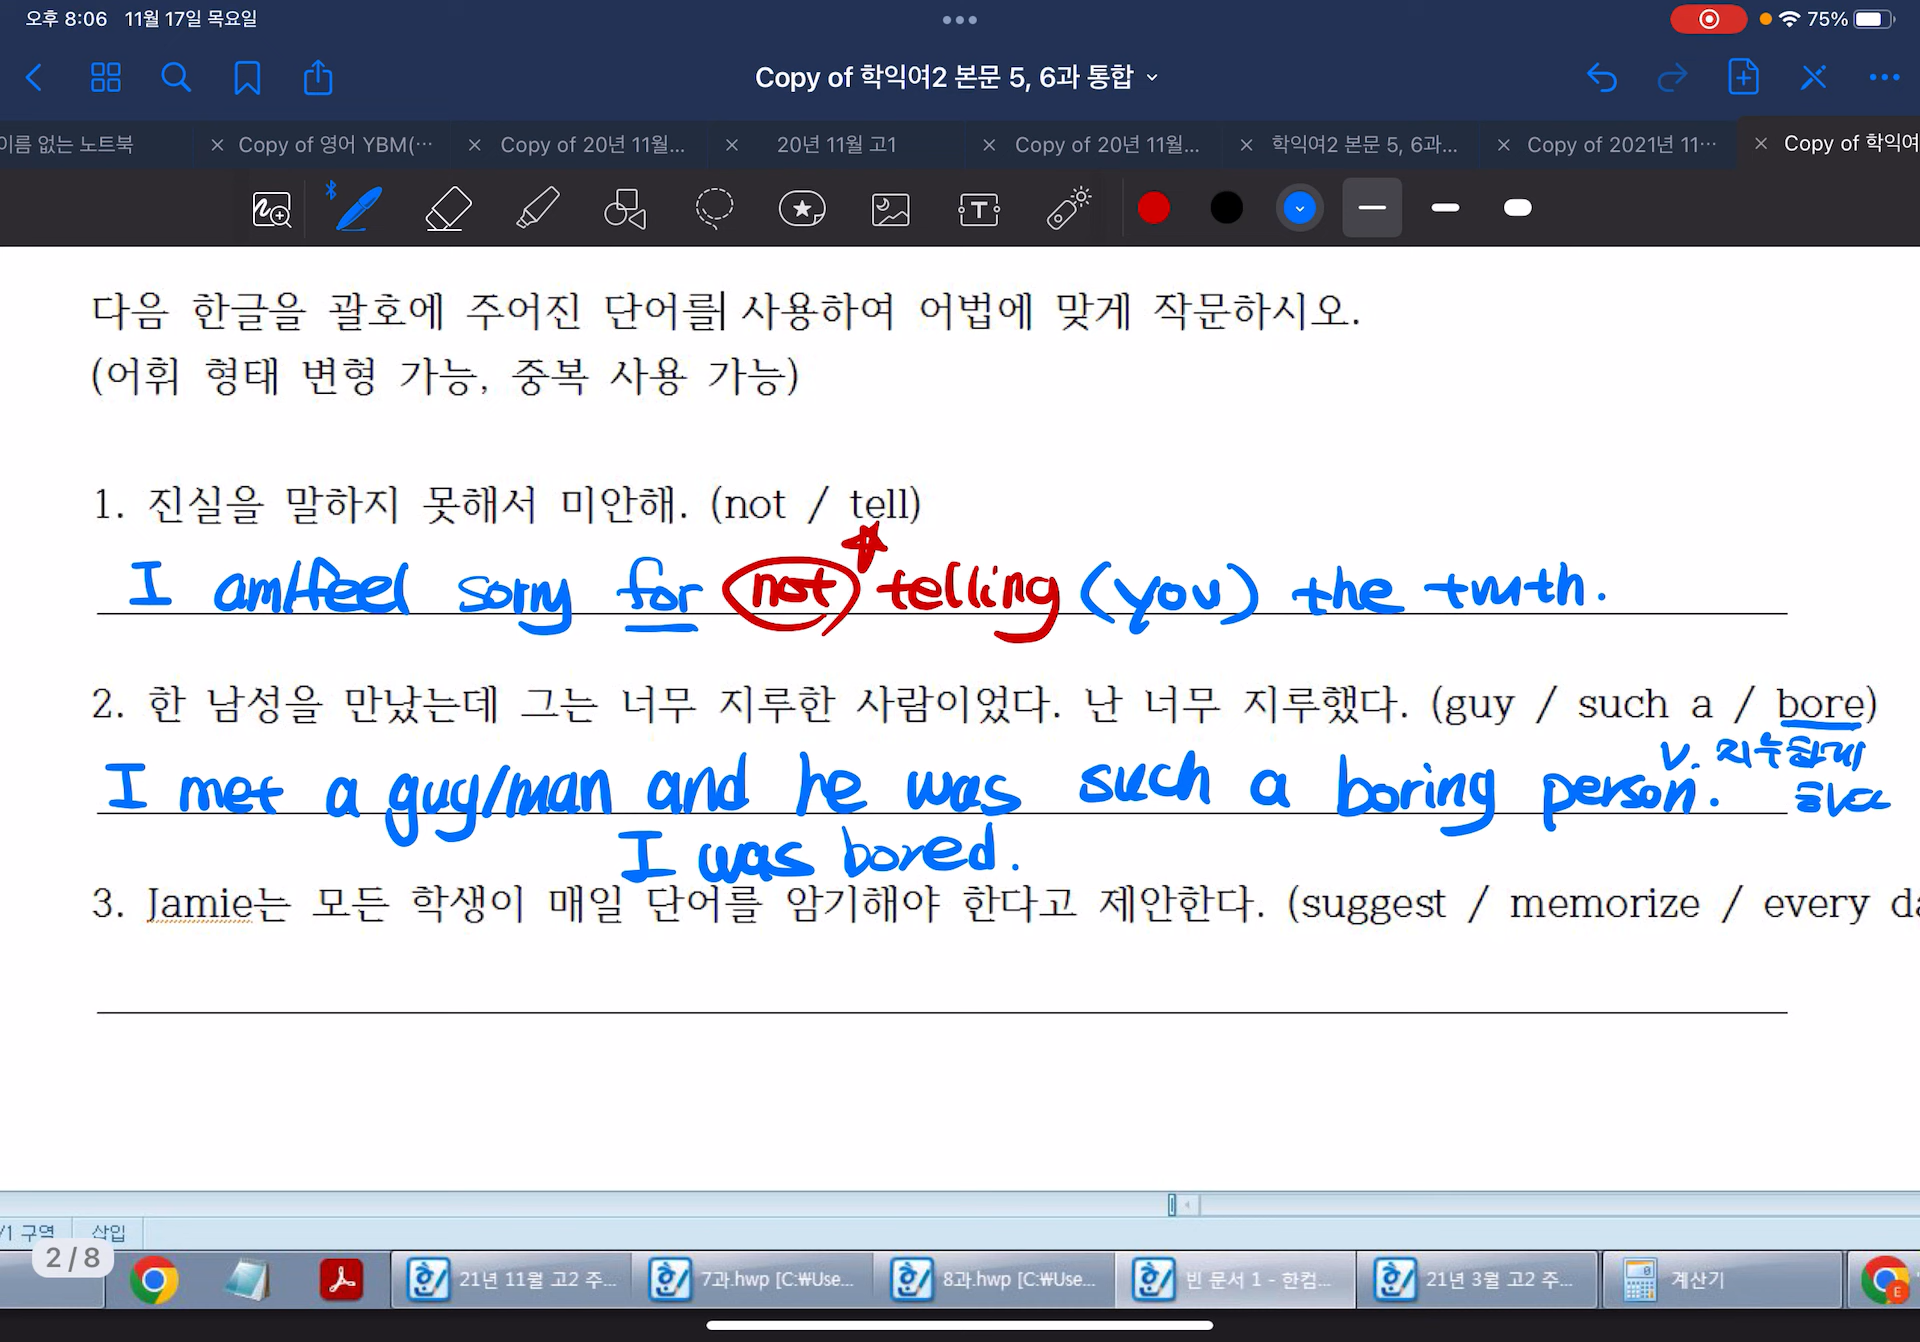 오후 8:06 11월 17일 목요일
75%
Copy of 학익여2 본문 5, 6과 통합
이름 없는 노트북
Copy of 영어 YBM(…
Copy of 20년 11월...
20년 11월 고1
Copy of 20년 11월...
학익여2 본문 5, 6과...
Copy of 2021년 11…
Copy of 학익여
다음 한글을 괄호에 주어진 단어를 사용하여 어법에 맞게 작문하시오.
(어휘 형태 변형 가능, 중복 사용 가능)
1. 진실을 말하지 못해서 미안해. (not / tell)
I am/feel sorry for not telling (you) the truth.
2. 한 남성을 만났는데 그는 너무 지루한 사람이었다. 난 너무 지루했다. (guy / such a / bore)
v. 지루하게
하다
I met a guy/man and he was such a boring person.
I was bored.
3. Jamie는 모든 학생이 매일 단어를 암기해야 한다고 제안한다. (suggest / memorize / every da
/1 구역 삽입
2/8
21년 11월 고2 주...
7과.hwp [C:₩Use...
8과.hwp [C:₩Use...
빈 문서 1 - 한컴...
21년 3월 고2 주...
계산기